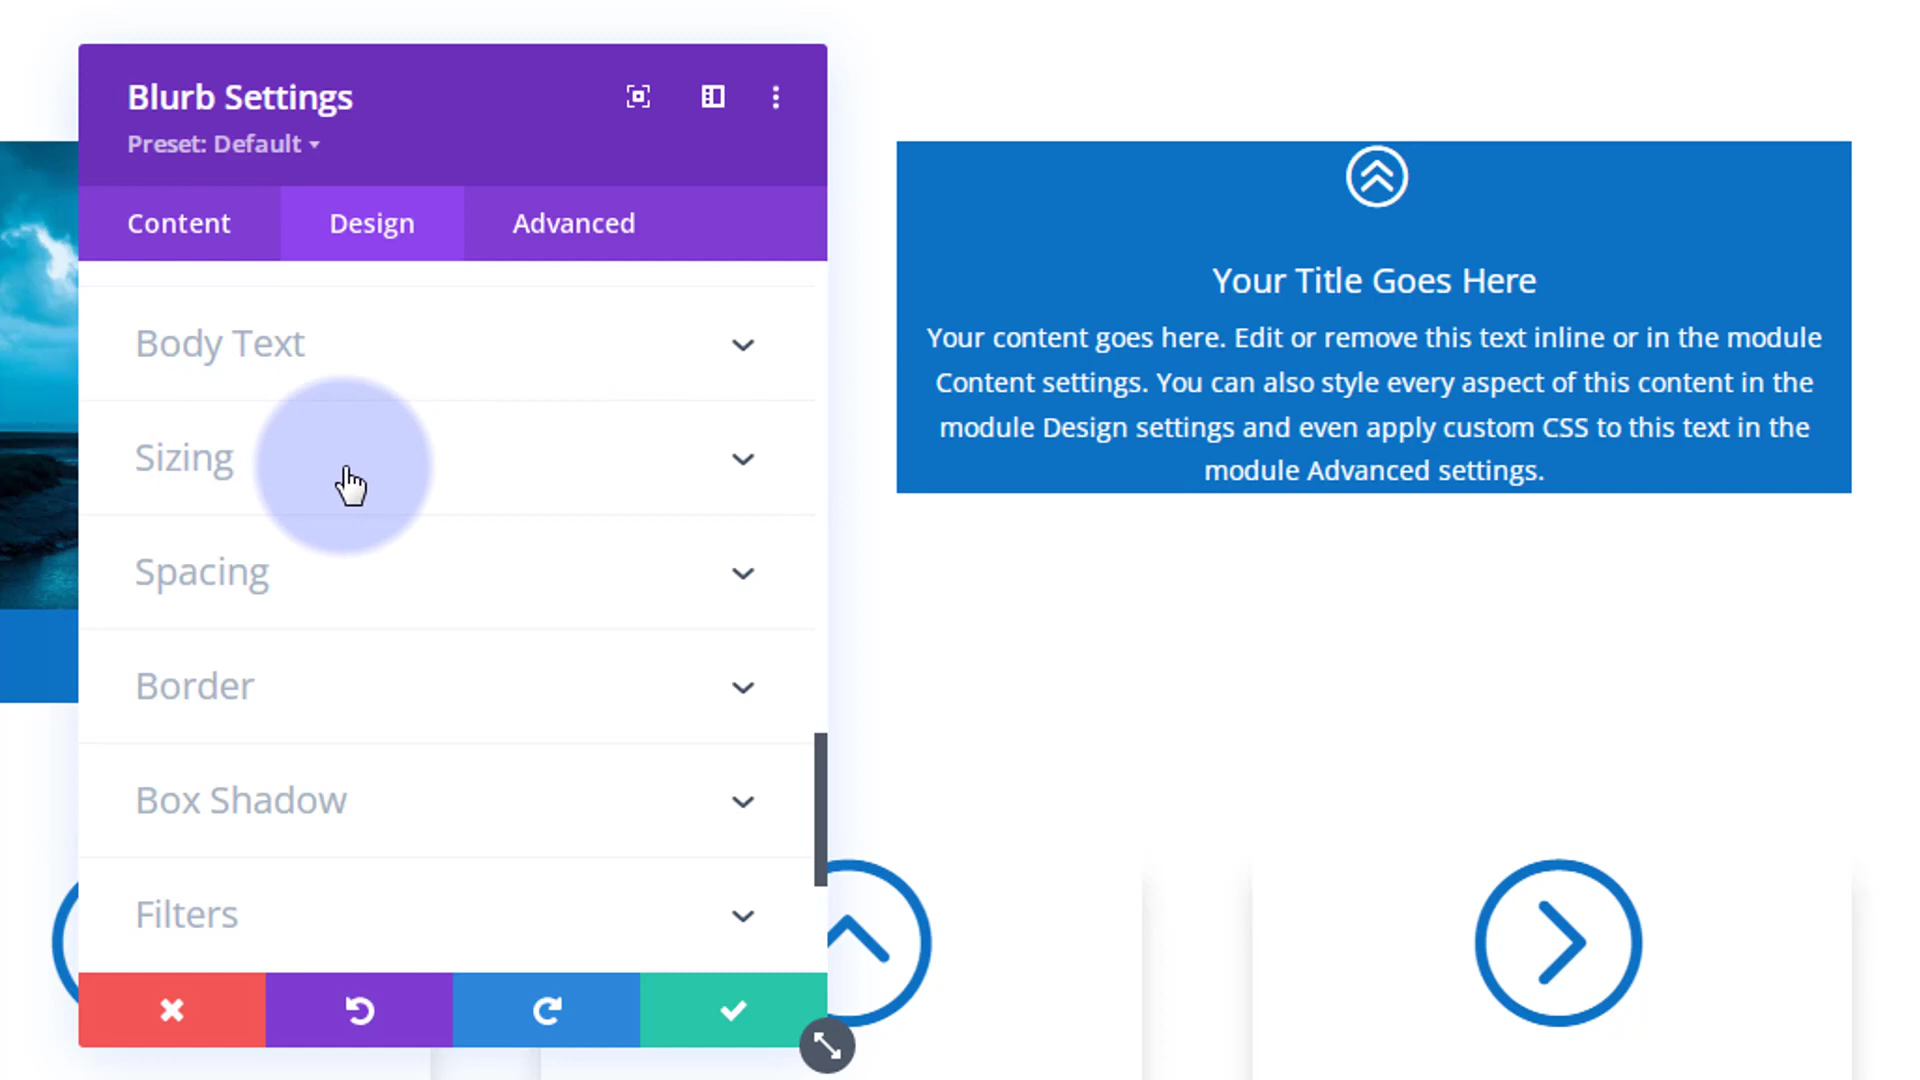 Blurb Settings
Preset: Default
Content
Design
Advanced
Body Text
Sizing
Spacing
Border
Box Shadow
Filters
Your Title Goes Here
Your content goes here. Edit or remove this text inline or in the module
Content settings. You can also style every aspect of this content in the
module Design settings and even apply custom CSS to this text in the
module Advanced settings.